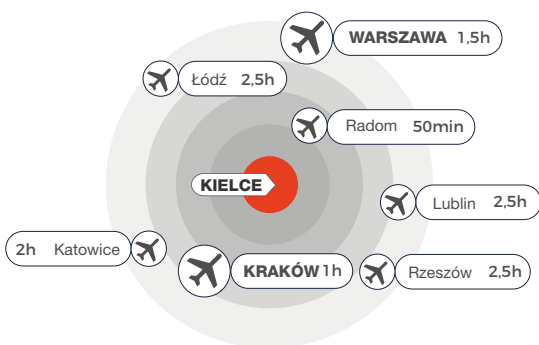 WARSZAWA 1,5h
Łódź 2,5h
Radom 50min
KIELCE
Lublin 2,5h
2h Katowice
KRAKÓW 1h
Rzeszów 2,5h